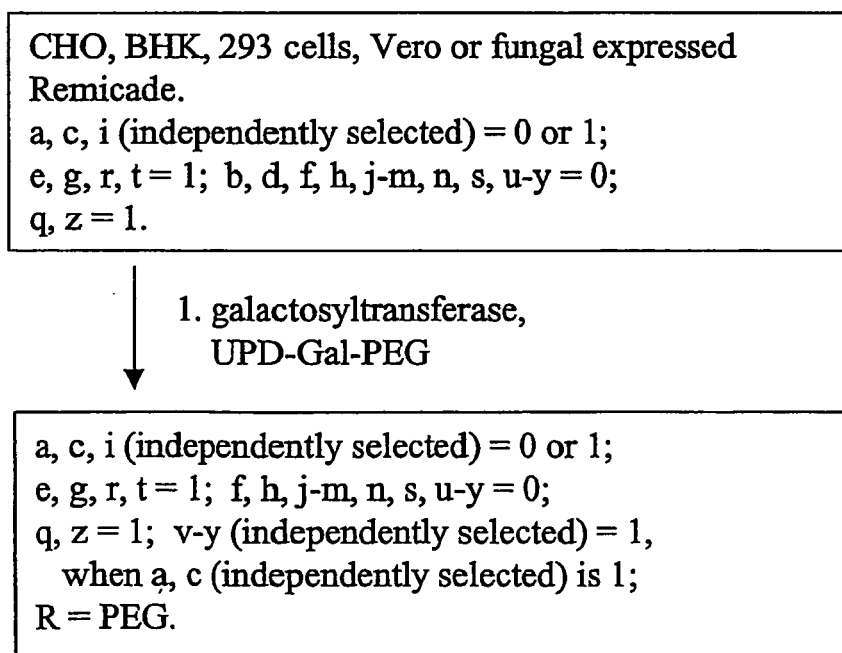 CHO, BHK, 293 cells, Vero or fungal expressed
Remicade.
a, c, i (independently selected) = 0 or 1;
e, g, r, t = 1; b, d, f, h, j-m, n, s, u-y = 0;
q, z = 1.
1. galactosyltransferase,
UPD-Gal-PEG
a, c, i (independently selected) = 0 or 1;
e, g, r, t = 1; f, h, j-m, n, s, u-y = 0;
q, z = 1; v-y (independently selected) = 1,
when a, c (independently selected) is 1;
R = PEG.